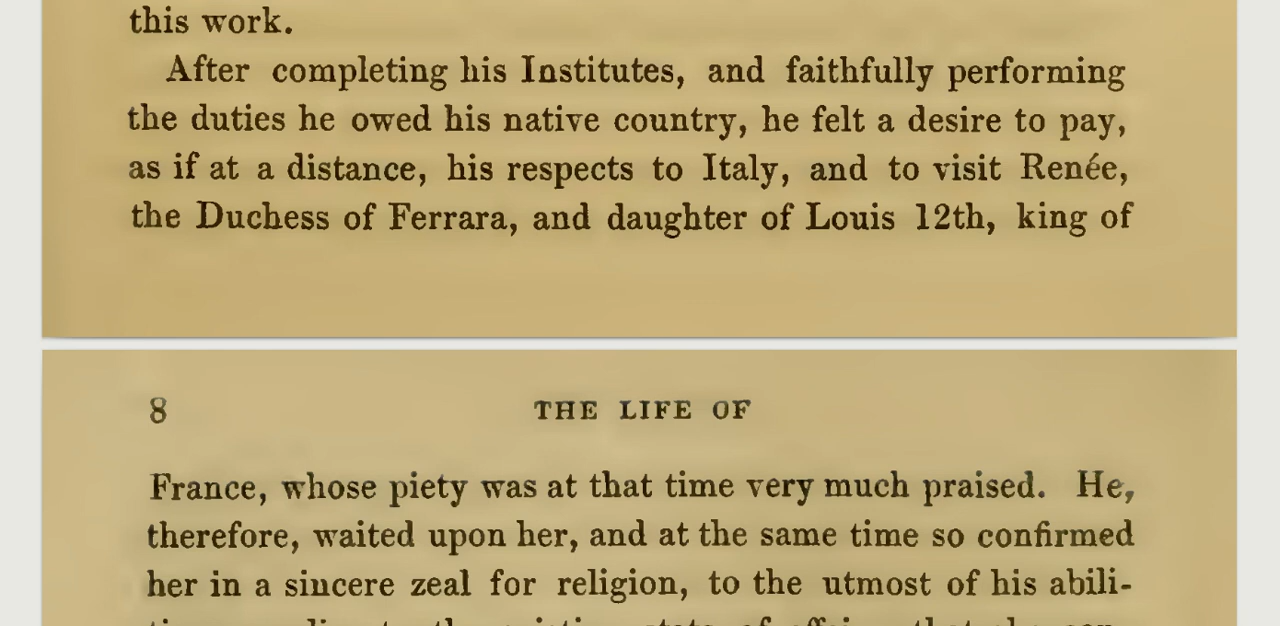 this work.
After completing his Institutes, and faithfully performing
the duties he owed his native country, he felt a desire to pay,
as if at a distance, his respects to Italy, and to visit Renée,
the Duchess of Ferrara, and daughter of Louis 12th, king of
8 THE LIFE OF
France, whose piety was at that time very much praised. He,
therefore, waited upon her, and at the same time so confirmed
her in a sincere zeal for religion, to the utmost of his abili-